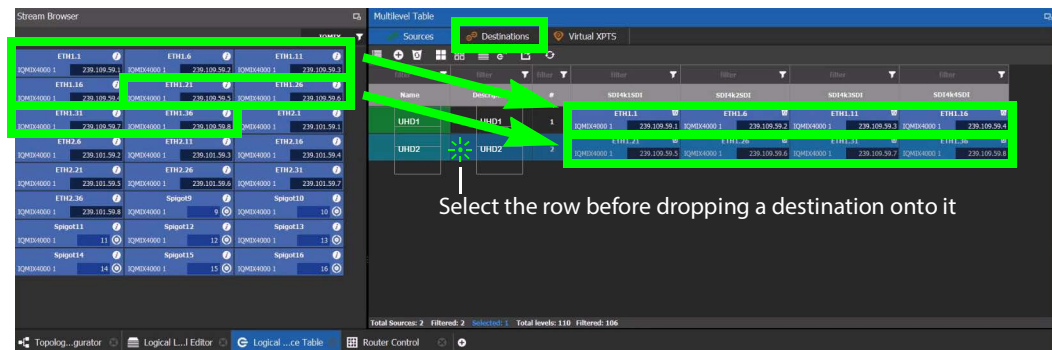 Stream Browser
IQMIX
ETH1.1 ETH1.6 ETH1.11
IQMIX4000 1 239.109.59.1 IQMIX4000 1 239.109.59.2 IQMIX4000 1 239.109.59.3
ETH1.16 ETH1.21 ETH1.26
IQMIX4000 1 239.109.59.4 IQMIX4000 1 239.109.59.5 IQMIX4000 1 239.109.59.6
ETH1.31 ETH1.36 ETH2.1
IQMIX4000 1 239.109.59.7 IQMIX4000 1 239.109.59.8 IQMIX4000 1 239.101.59.1
ETH2.6 ETH2.11 ETH2.16
IQMIX4000 1 239.101.59.2 IQMIX4000 1 239.101.59.3 IQMIX4000 1 239.101.59.4
ETH2.21 ETH2.26 ETH2.31
IQMIX4000 1 239.101.59.5 IQMIX4000 1 239.101.59.6 IQMIX4000 1 239.101.59.7
ETH2.36 Spigot9 Spigot10
IQMIX4000 1 239.101.59.8 IQMIX4000 1 9 IQMIX4000 1 10
Spigot11 Spigot12 Spigot13
IQMIX4000 1 11 IQMIX4000 1 12 IQMIX4000 1 13
Spigot14 Spigot15 Spigot16
IQMIX4000 1 14 IQMIX4000 1 15 IQMIX4000 1 16
Multilevel Table
Sources Destinations Virtual XPTS
filter filter filter filter filter filter filter
Name # SDI4k1SDI SDI4k2SDI SDI4k3SDI SDI4k4SDI
UHD1 UHD1 1 ETH1.1 ETH1.6 ETH1.11 ETH1.16
IQMIX4000 1 239.109.59.1 IQMIX4000 1 239.109.59.2 IQMIX4000 1 239.109.59.3 IQMIX4000 1 239.109.59.4
UHD2 UHD2 2 ETH1.21 ETH1.26 ETH1.31 ETH1.36
IQMIX4000 1 239.109.59.5 IQMIX4000 1 239.109.59.6 IQMIX4000 1 239.109.59.7 IQMIX4000 1 239.109.59.8
Select the row before dropping a destination onto it
Total Sources: 2 Filtered: 2 Selected: 1 Total levels: 110 Filtered: 106
Topolog...gurator Logical L...l Editor Logical ...ce Table Router Control